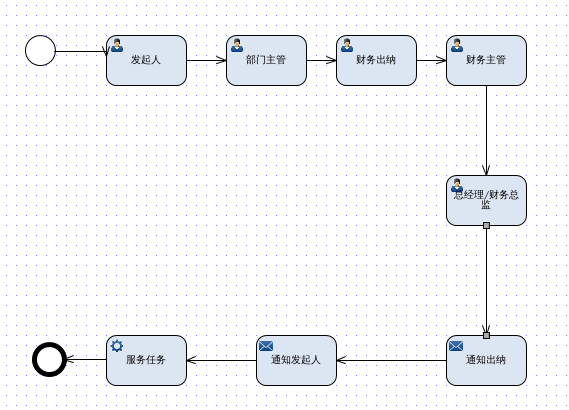 发起人
部门主管
财务出纳
财务主管
总经理/财务总
监
服务任务
通知发起人
通知出纳